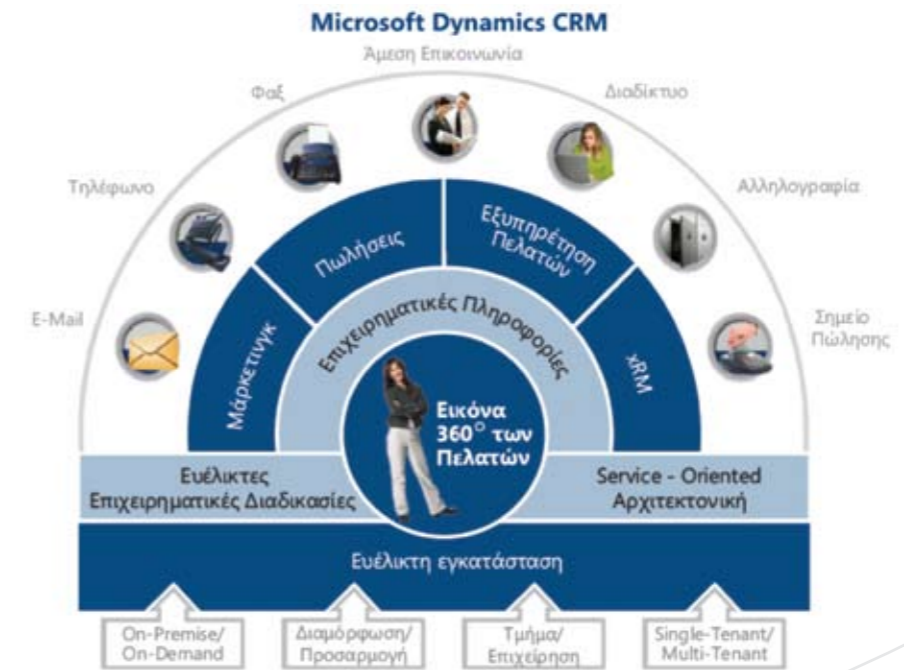 Microsoft Dynamics CRM
Άμεση Επικοινωνία
Φαξ
Διαδίκτυο
Τηλέφωνο
Αλληλογραφία
E-Mail
Σημείο
Πώλησης
Μάρκετινγκ
Πωλήσεις
Εξυπηρέτηση
Πελατών
xRM
Επιχειρηματικές Πληροφορίες
Εικόνα
360° των
Πελατών
Ευέλικτες
Επιχειρηματικές Διαδικασίες
Service - Oriented
Αρχιτεκτονική
Ευέλικτη εγκατάσταση
On-Premise/
On-Demand
Διαμόρφωση/
Προσαρμογή
Τμήμα/
Επιχείρηση
Single-Tenant/
Multi-Tenant